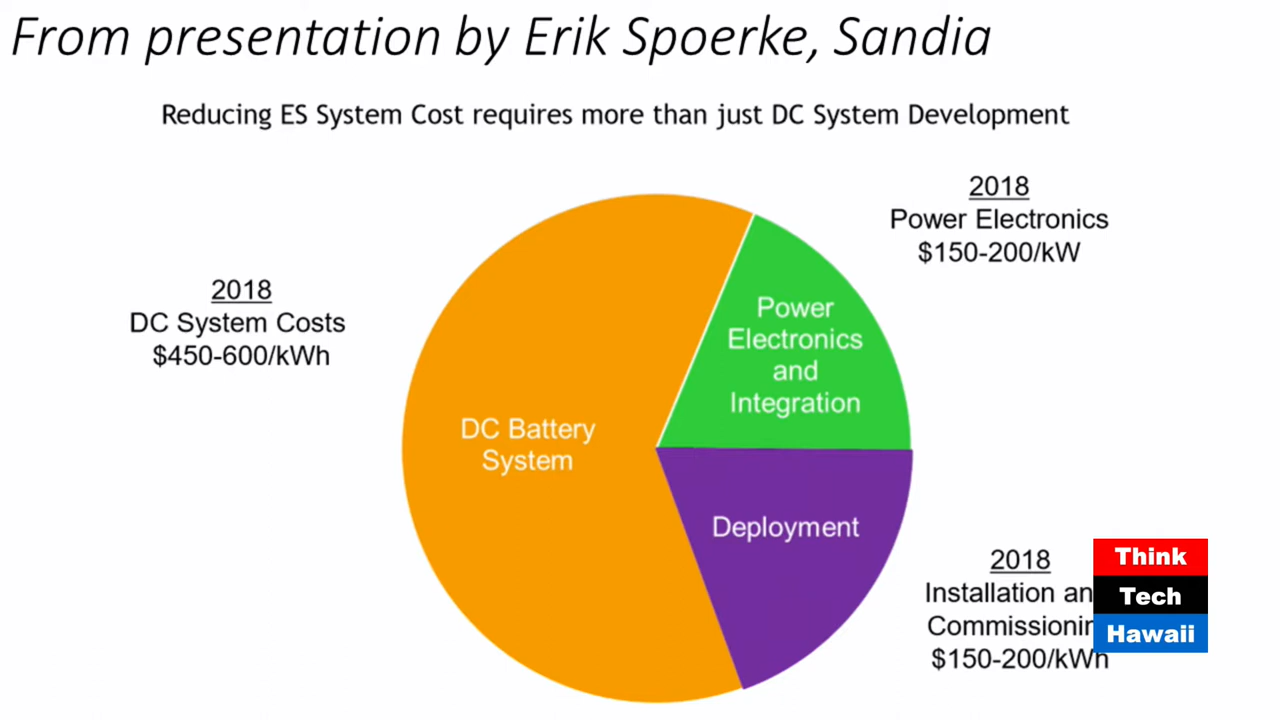 From presentation by Erik Spoerke, Sandia
Reducing ES System Cost requires more than just DC System Development
2018
DC System Costs
$450-600/kWh
DC Battery
System
2018
Power Electronics
$150-200/kW
Power
Electronics
and
Integration
Deployment
2018
Installation an
Commissionin
$150-200/kWh
Think
Tech
Hawaii